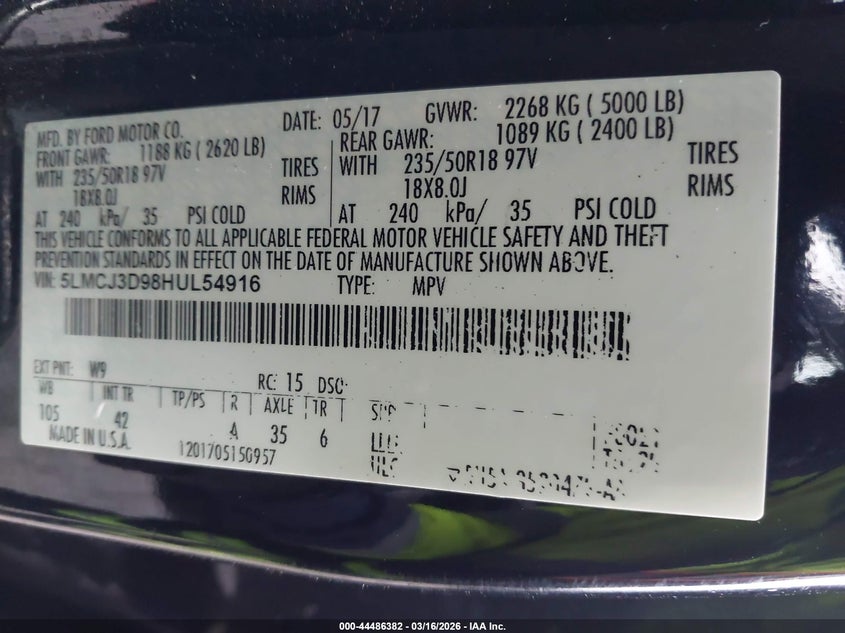 MFD. BY FORD MOTOR CO. DATE: 05/17 GVWR: 2268 KG ( 5000 LB)
FRONT GAWR: 1188 KG ( 2620 LB) REAR GAWR: 1089 KG ( 2400 LB)
WITH 235/50R18 97V TIRES WITH 235/50R18 97V TIRES
18X8.0J RIMS 18X8.0J RIMS
AT 240 kPa/ 35 PSI COLD AT 240 kPa/ 35 PSI COLD
THIS VEHICLE CONFORMS TO ALL APPLICABLE FEDERAL MOTOR VEHICLE SAFETY AND THEFT
PREVENTION STANDARDS IN EFFECT ON THE DATE OF MANUFACTURE SHOWN ABOVE.
VIN: 5LMCJ3D98HUL54916 TYPE: MPV
EXT PNT: W9 RC: 15 DSO:
WB INT TR TP/PS R AXLE TR
105 42 A 35 6
MADE IN U.S.A. 1201705150957
000-44486382 | 03/16/2026 - IAA Inc.